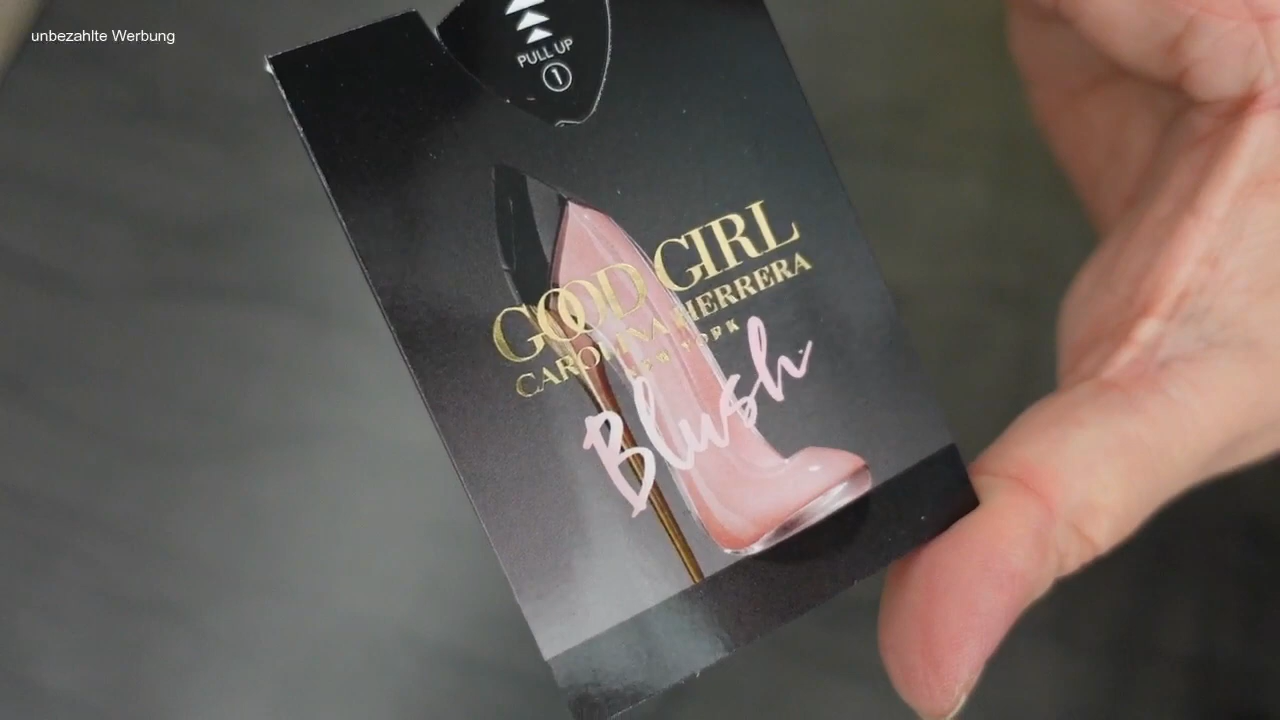 unbezahlte Werbung
PULL UP
1
GOOD GIRL
CAROLINA HERRERA
NEW YORK
Blush